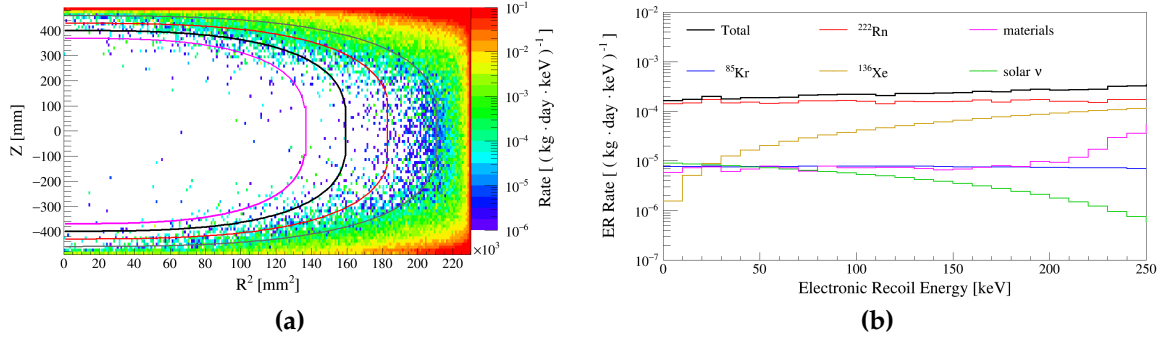 400
300
200
100
0
−100
−200
−300
−400
Z [mm]
0 20 40 60 80 100 120 140 160 180 200 220
×10³
R² [mm²]
10⁻¹
10⁻²
10⁻³
10⁻⁴
10⁻⁵
10⁻⁶
Rate [ ( kg · day · keV )⁻¹ ]
(a)
10⁻²
10⁻³
10⁻⁴
10⁻⁵
10⁻⁶
10⁻⁷
ER Rate [ ( kg · day · keV )⁻¹ ]
Total ²²²Rn materials
⁸⁵Kr ¹³⁶Xe solar ν
0 50 100 150 200 250
Electronic Recoil Energy [keV]
(b)